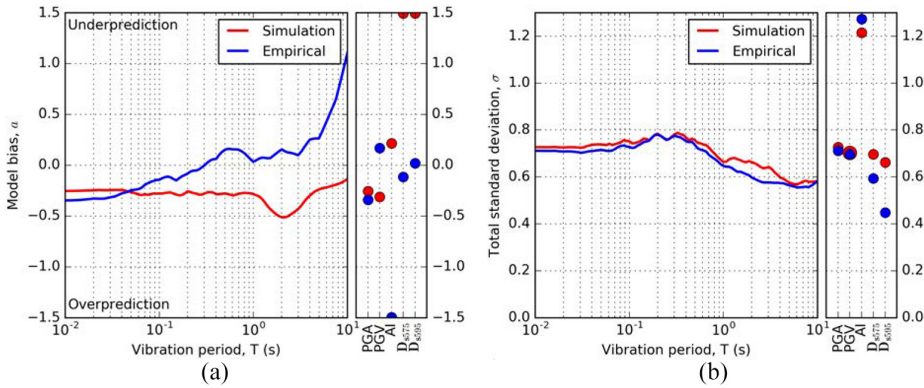 1.5
1.0
0.5
0.0
−0.5
−1.0
−1.5
Model bias, a
Underprediction
Overprediction
Simulation
Empirical
10⁻² 10⁻¹ 10⁰ 10¹
Vibration period, T (s)
PGA
PGV
AI
Ds575
Ds595
1.5
1.0
0.5
0.0
−0.5
−1.0
−1.5
(a)
1.2
1.0
0.8
0.6
0.4
0.2
0.0
Total standard deviation, σ
Simulation
Empirical
10⁻² 10⁻¹ 10⁰ 10¹
Vibration period, T (s)
PGA
PGV
AI
Ds575
Ds595
1.2
1.0
0.8
0.6
0.4
0.2
0.0
(b)